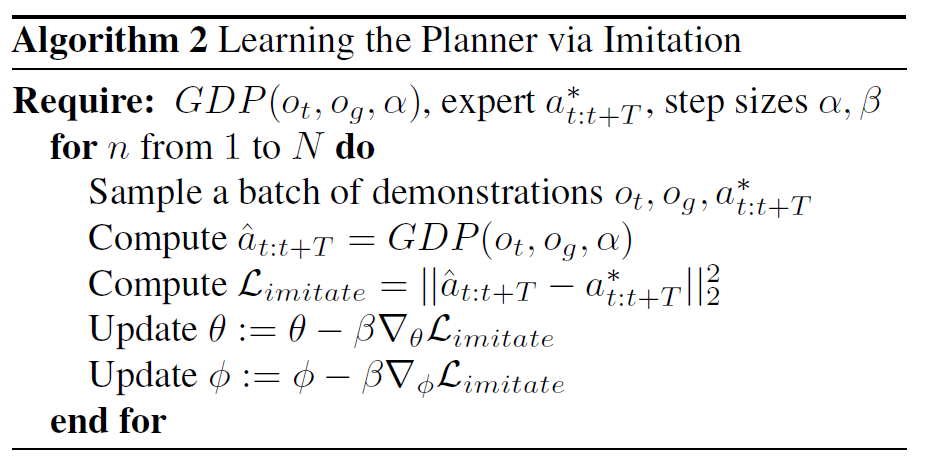 Algorithm 2 Learning the Planner via Imitation
Require: $GDP(o_t, o_g, \alpha)$, expert $a^*_{t:t+T}$, step sizes $\alpha, \beta$
for $n$ from 1 to $N$ do
Sample a batch of demonstrations $o_t, o_g, a^*_{t:t+T}$
Compute $\hat{a}_{t:t+T} = GDP(o_t, o_g, \alpha)$
Compute $\mathcal{L}_{imitate} = ||\hat{a}_{t:t+T} - a^*_{t:t+T}||_2^2$
Update $\theta := \theta - \beta \nabla_\theta \mathcal{L}_{imitate}$
Update $\phi := \phi - \beta \nabla_\phi \mathcal{L}_{imitate}$
end for